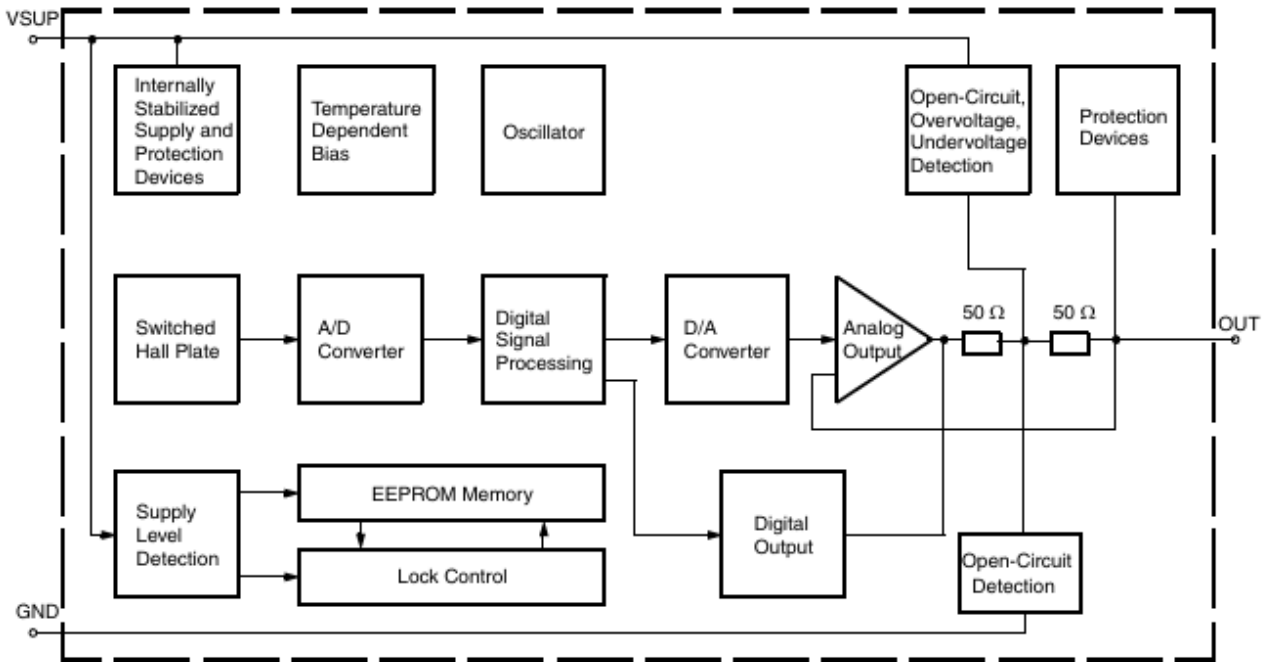 VSUP
Internally
Stabilized
Supply and
Protection
Devices
Temperature
Dependent
Bias
Oscillator
Open-Circuit,
Overvoltage,
Undervoltage
Detection
Protection
Devices
Switched
Hall Plate
A/D
Converter
Digital
Signal
Processing
D/A
Converter
Analog
Output
50 Ω
50 Ω
OUT
Supply
Level
Detection
EEPROM Memory
Lock Control
Digital
Output
Open-Circuit
Detection
GND